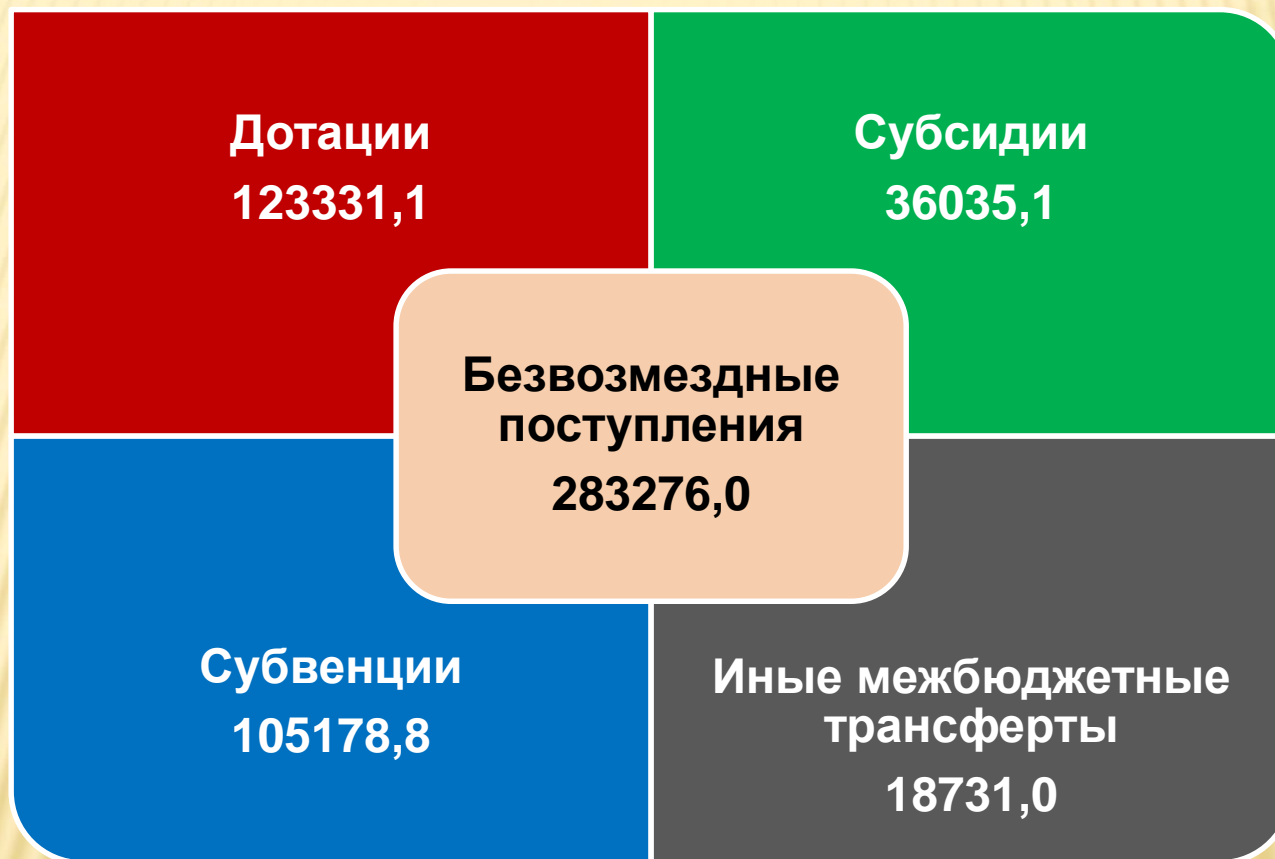 Дотации
123331,1
Субсидии
36035,1
Безвозмездные
поступления
283276,0
Субвенции
105178,8
Иные межбюджетные
трансферты
18731,0